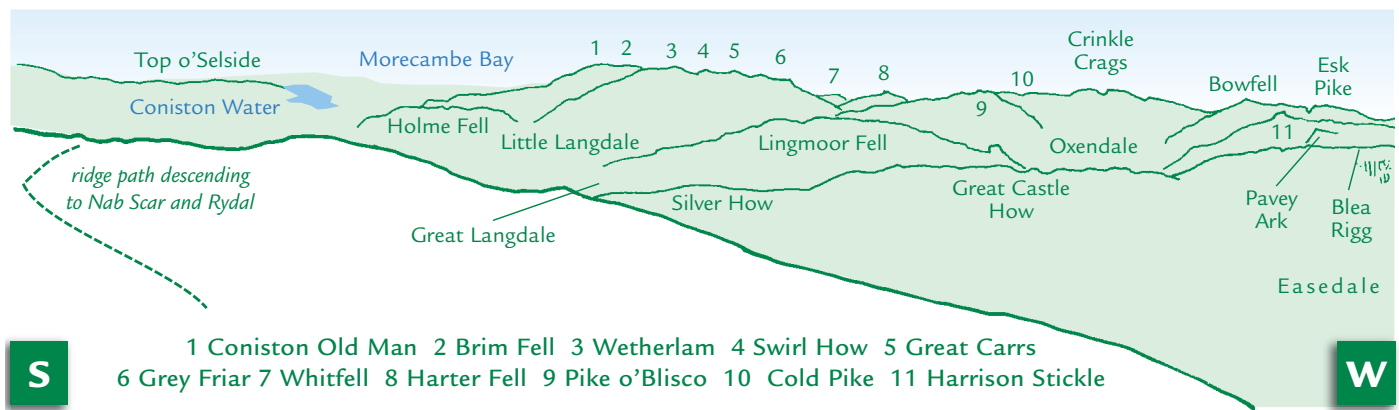 Top o'Selside
Morecambe Bay
1 2 3 4 5 6 7 8 10
Crinkle
Crags
Bowfell
Esk
Pike
Coniston Water
Holme Fell
Little Langdale
Lingmoor Fell
9
Oxendale
11
ridge path descending
to Nab Scar and Rydal
Silver How
Great Castle
How
Pavey
Ark
Blea
Rigg
Great Langdale
Easedale
S
1 Coniston Old Man 2 Brim Fell 3 Wetherlam 4 Swirl How 5 Great Carrs
6 Grey Friar 7 Whitfell 8 Harter Fell 9 Pike o'Blisco 10 Cold Pike 11 Harrison Stickle
W